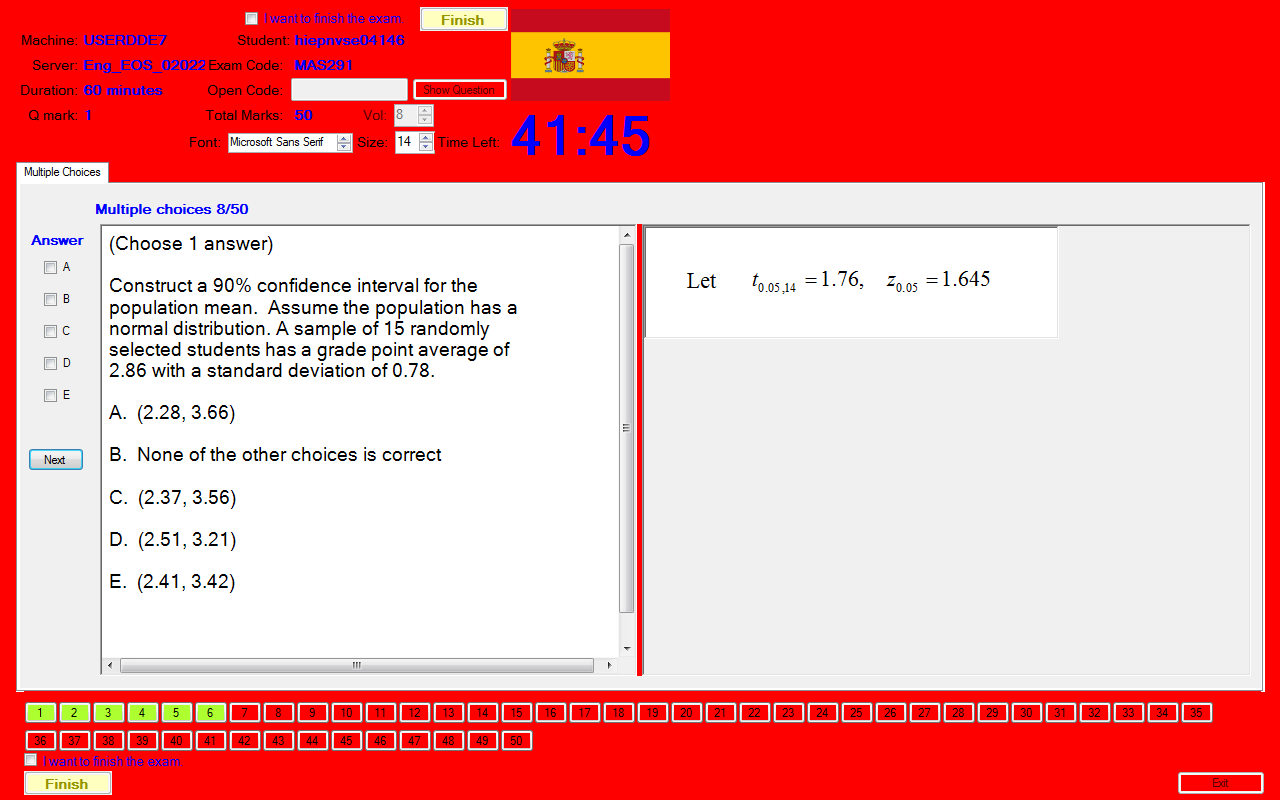 I want to finish the exam.
Finish
Machine: USERDDE7 Student: hiepnvse04146
Server: Eng_EOS_02022 Exam Code: MAS291
Duration: 60 minutes Open Code: Show Question
Q mark: 1 Total Marks: 50 Vol: 8
Font: Microsoft Sans Serif Size: 14 Time Left: 41:45
Multiple Choices
Multiple choices 8/50
Answer
A
B
C
D
E
Next
(Choose 1 answer)
Construct a 90% confidence interval for the
population mean. Assume the population has a
normal distribution. A sample of 15 randomly
selected students has a grade point average of
2.86 with a standard deviation of 0.78.
A. (2.28, 3.66)
B. None of the other choices is correct
C. (2.37, 3.56)
D. (2.51, 3.21)
E. (2.41, 3.42)
Let t0.05,14 = 1.76, z0.05 = 1.645
1 2 3 4 5 6 7 8 9 10 11 12 13 14 15 16 17 18 19 20 21 22 23 24 25 26 27 28 29 30 31 32 33 34 35
36 37 38 39 40 41 42 43 44 45 46 47 48 49 50
I want to finish the exam.
Finish
Exit